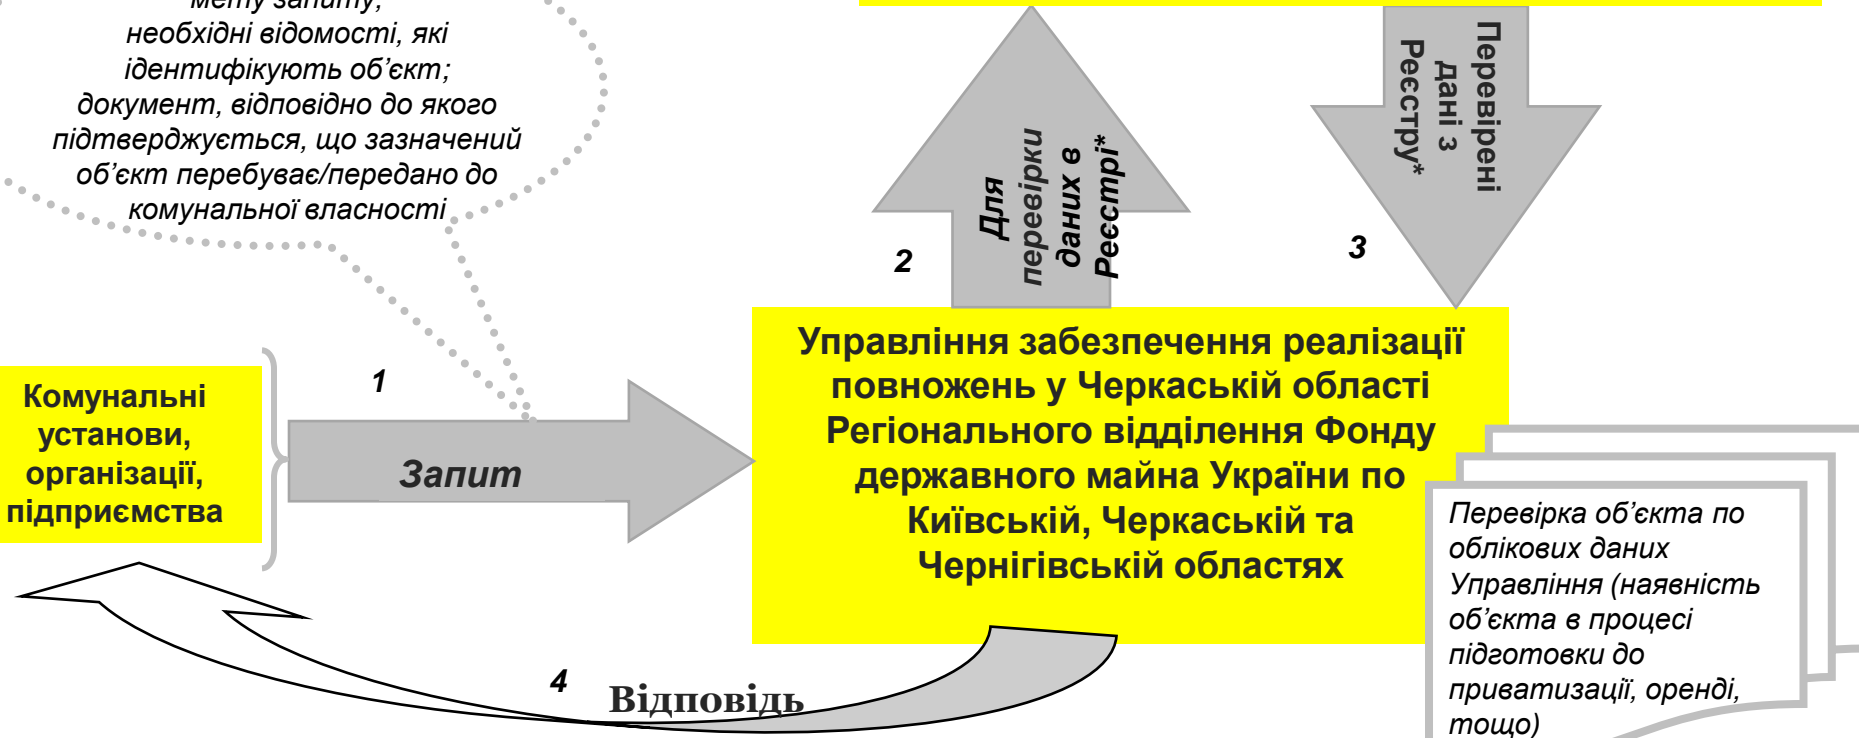 мету запиту;
необхідні відомості, які
ідентифікують об’єкт;
документ, відповідно до якого
підтверджується, що зазначений
об’єкт перебуває/передано до
комунальної власності
Для
перевірки
даних в
Реєстрі*
Перевірені
дані з
Реєстру*
2
3
1
Комунальні
установи,
організації,
підприємства
Запит
Управління забезпечення реалізації
повножень у Черкаській області
Регіонального відділення Фонду
державного майна України по
Київській, Черкаській та
Чернігівській областях
Перевірка об’єкта по
облікових даних
Управління (наявність
об’єкта в процесі
підготовки до
приватизації, оренді,
тощо)
4
Відповідь